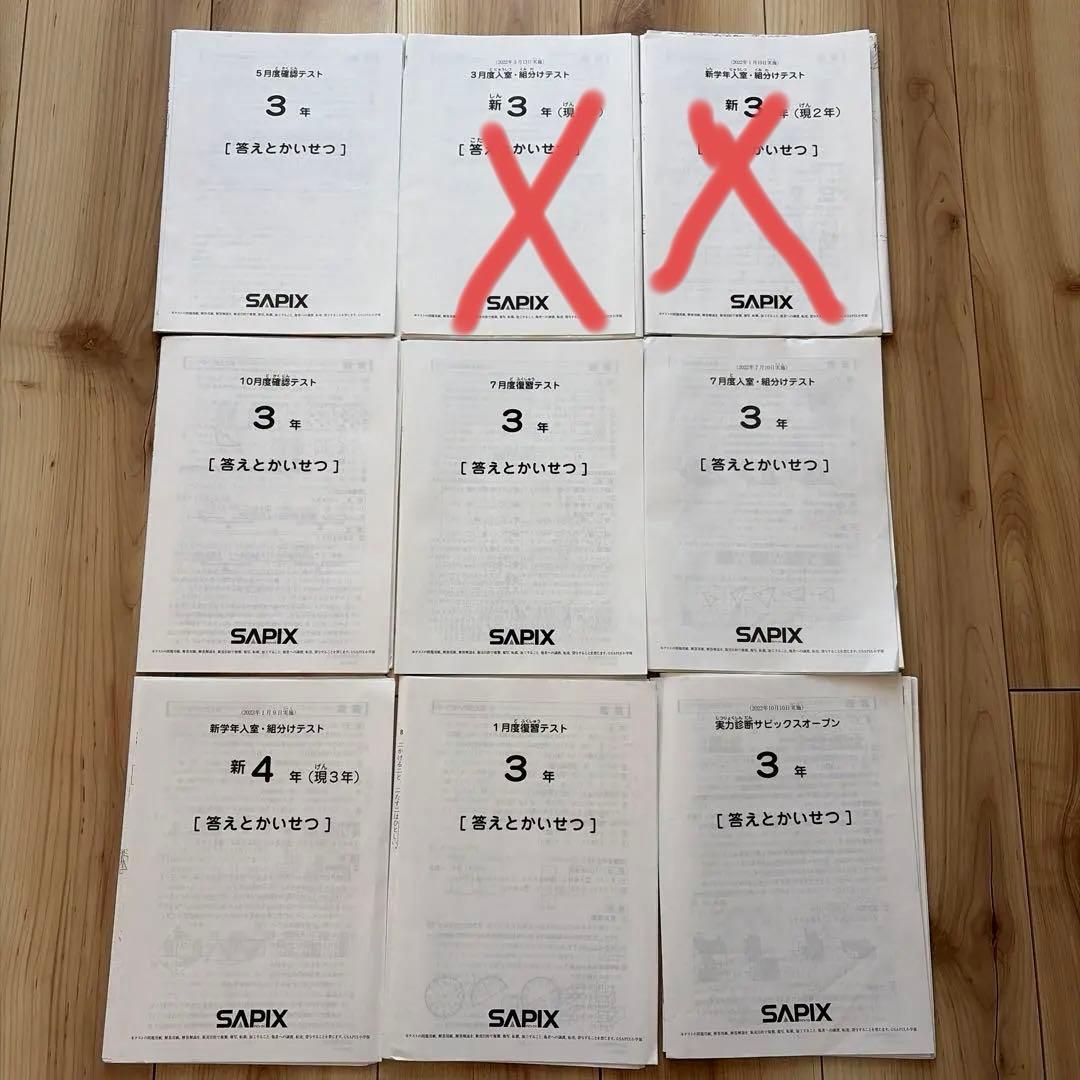 5月度確認テスト
3 年
[ 答えとかいせつ ]
SAPIX
(2022年3月13日実施)
3月度入室・組分けテスト
新 3 年 (現
[ 答 かいせ ]
SAPIX
(2022年1月10日実施)
新学年入室・組分けテスト
新 3 年 (現2年)
[ かいせつ ]
SAPIX
10月度確認テスト
3 年
[ 答えとかいせつ ]
SAPIX
7月度復習テスト
3 年
[ 答えとかいせつ ]
SAPIX
(2022年7月10日実施)
7月度入室・組分けテスト
3 年
[ 答えとかいせつ ]
SAPIX
(2023年1月9日実施)
新学年入室・組分けテスト
新 4 年 (現3年)
[ 答えとかいせつ ]
SAPIX
1月度復習テスト
3 年
[ 答えとかいせつ ]
SAPIX
(2022年10月10日実施)
実力診断サピックスオープン
3 年
[ 答えとかいせつ ]
SAPIX